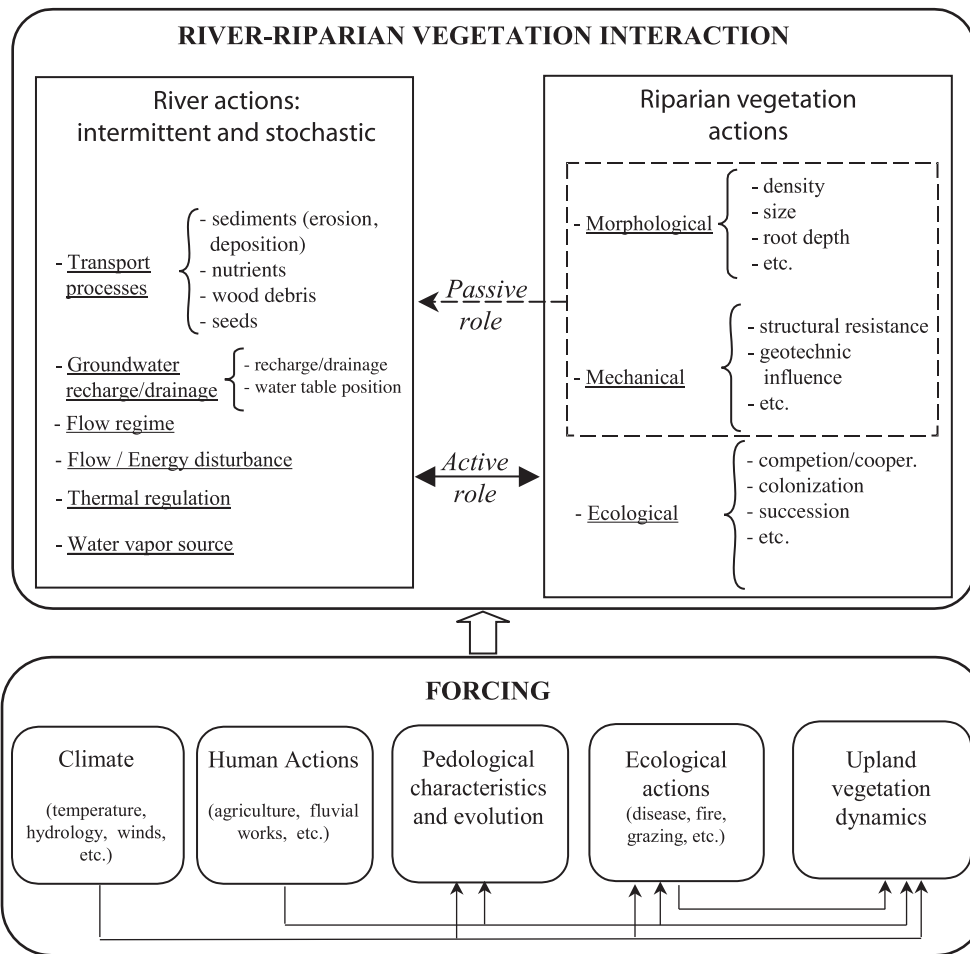 RIVER-RIPARIAN VEGETATION INTERACTION
River actions:
intermittent and stochastic
- Transport
processes
- sediments (erosion,
deposition)
- nutrients
- wood debris
- seeds
- Groundwater
recharge/drainage
- recharge/drainage
- water table position
- Flow regime
- Flow / Energy disturbance
- Thermal regulation
- Water vapor source
Passive
role
Active
role
Riparian vegetation
actions
- Morphological
- density
- size
- root depth
- etc.
- Mechanical
- structural resistance
- geotechnic
influence
- etc.
- Ecological
- competion/cooper.
- colonization
- succession
- etc.
FORCING
Climate
(temperature,
hydrology, winds,
etc.)
Human Actions
(agriculture, fluvial
works, etc.)
Pedological
characteristics
and evolution
Ecological
actions
(disease, fire,
grazing, etc.)
Upland
vegetation
dynamics